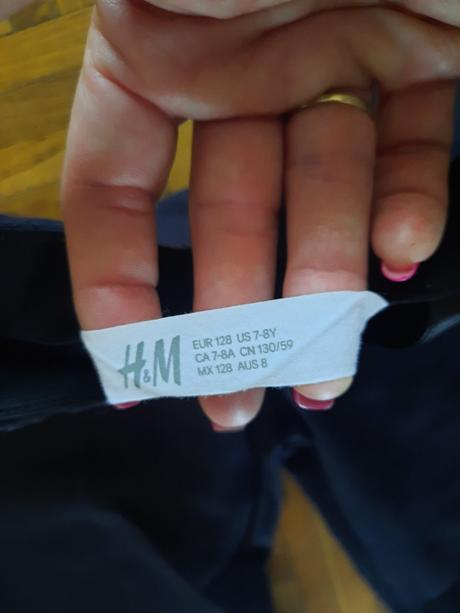 H&M
EUR 128 US 7-8Y
CA 7-8A CN 130/59
MX 128 AUS 8